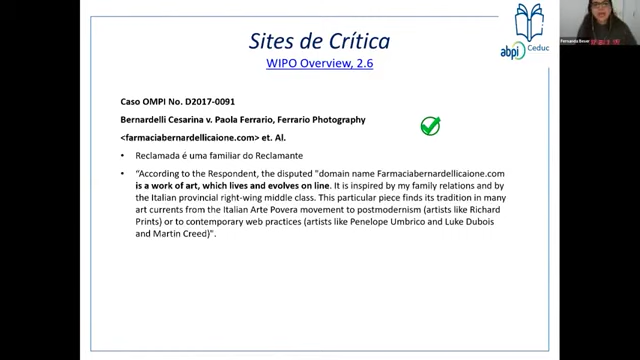 Sites de Crítica
WIPO Overview, 2.6
abpi
Ceduc
Caso OMPI No. D2017-0091
Bernardelli Cesarina v. Paola Ferrario, Ferrario Photography
<farmaciabernardellicaione.com> et. Al.
• Reclamada é uma familiar do Reclamante
• “According to the Respondent, the disputed "domain name Farmaciabernardellicaione.com
is a work of art, which lives and evolves on line. It is inspired by my family relations and by
the Italian provincial right-wing middle class. This particular piece finds its tradition in many
art currents from the Italian Arte Povera movement to postmodernism (artists like Richard
Prints) or to contemporary web practices (artists like Penelope Umbrico and Luke Dubois
and Martin Creed)".
Fernanda Beser